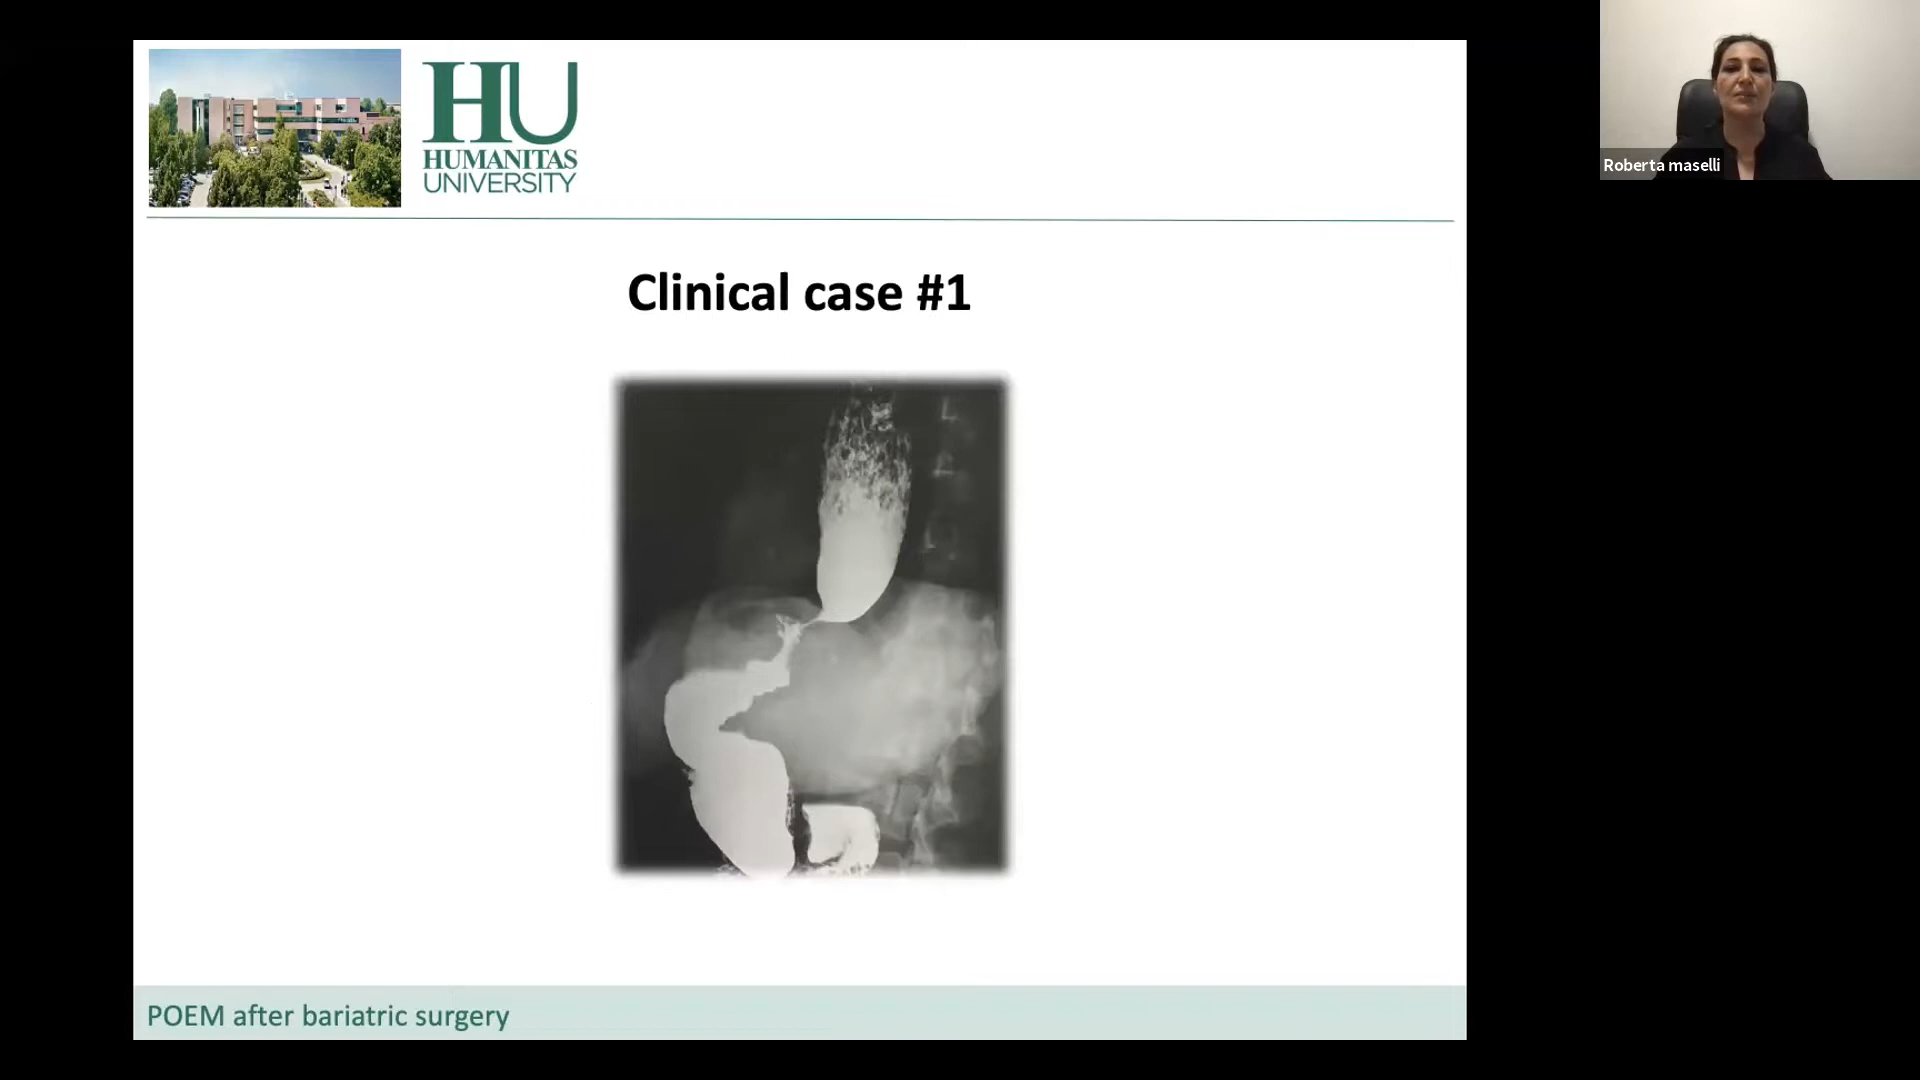 HU
HUMANITAS
UNIVERSITY
Roberta maselli
Clinical case #1
POEM after bariatric surgery